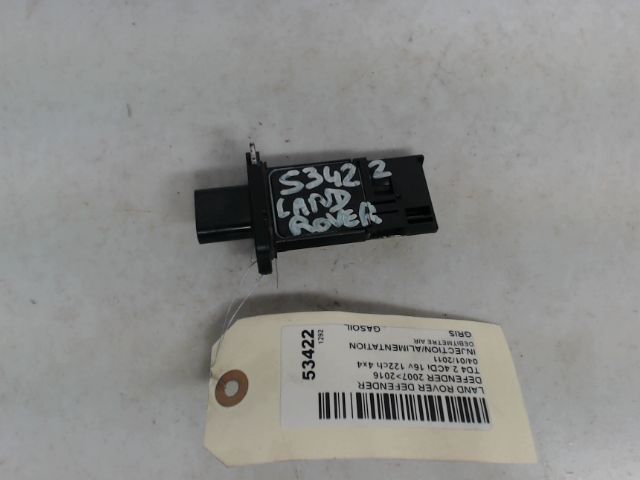 53422
LAND
ROVER
LAND ROVER DEFENDER
DEFENDER 2007>2016
TD4 2.4CDI 16v 122ch 4x4
04/01/2011
INJECTION/ALIMENTATION
DEBITMETRE AIR
GRIS
GASOIL
53422
1292